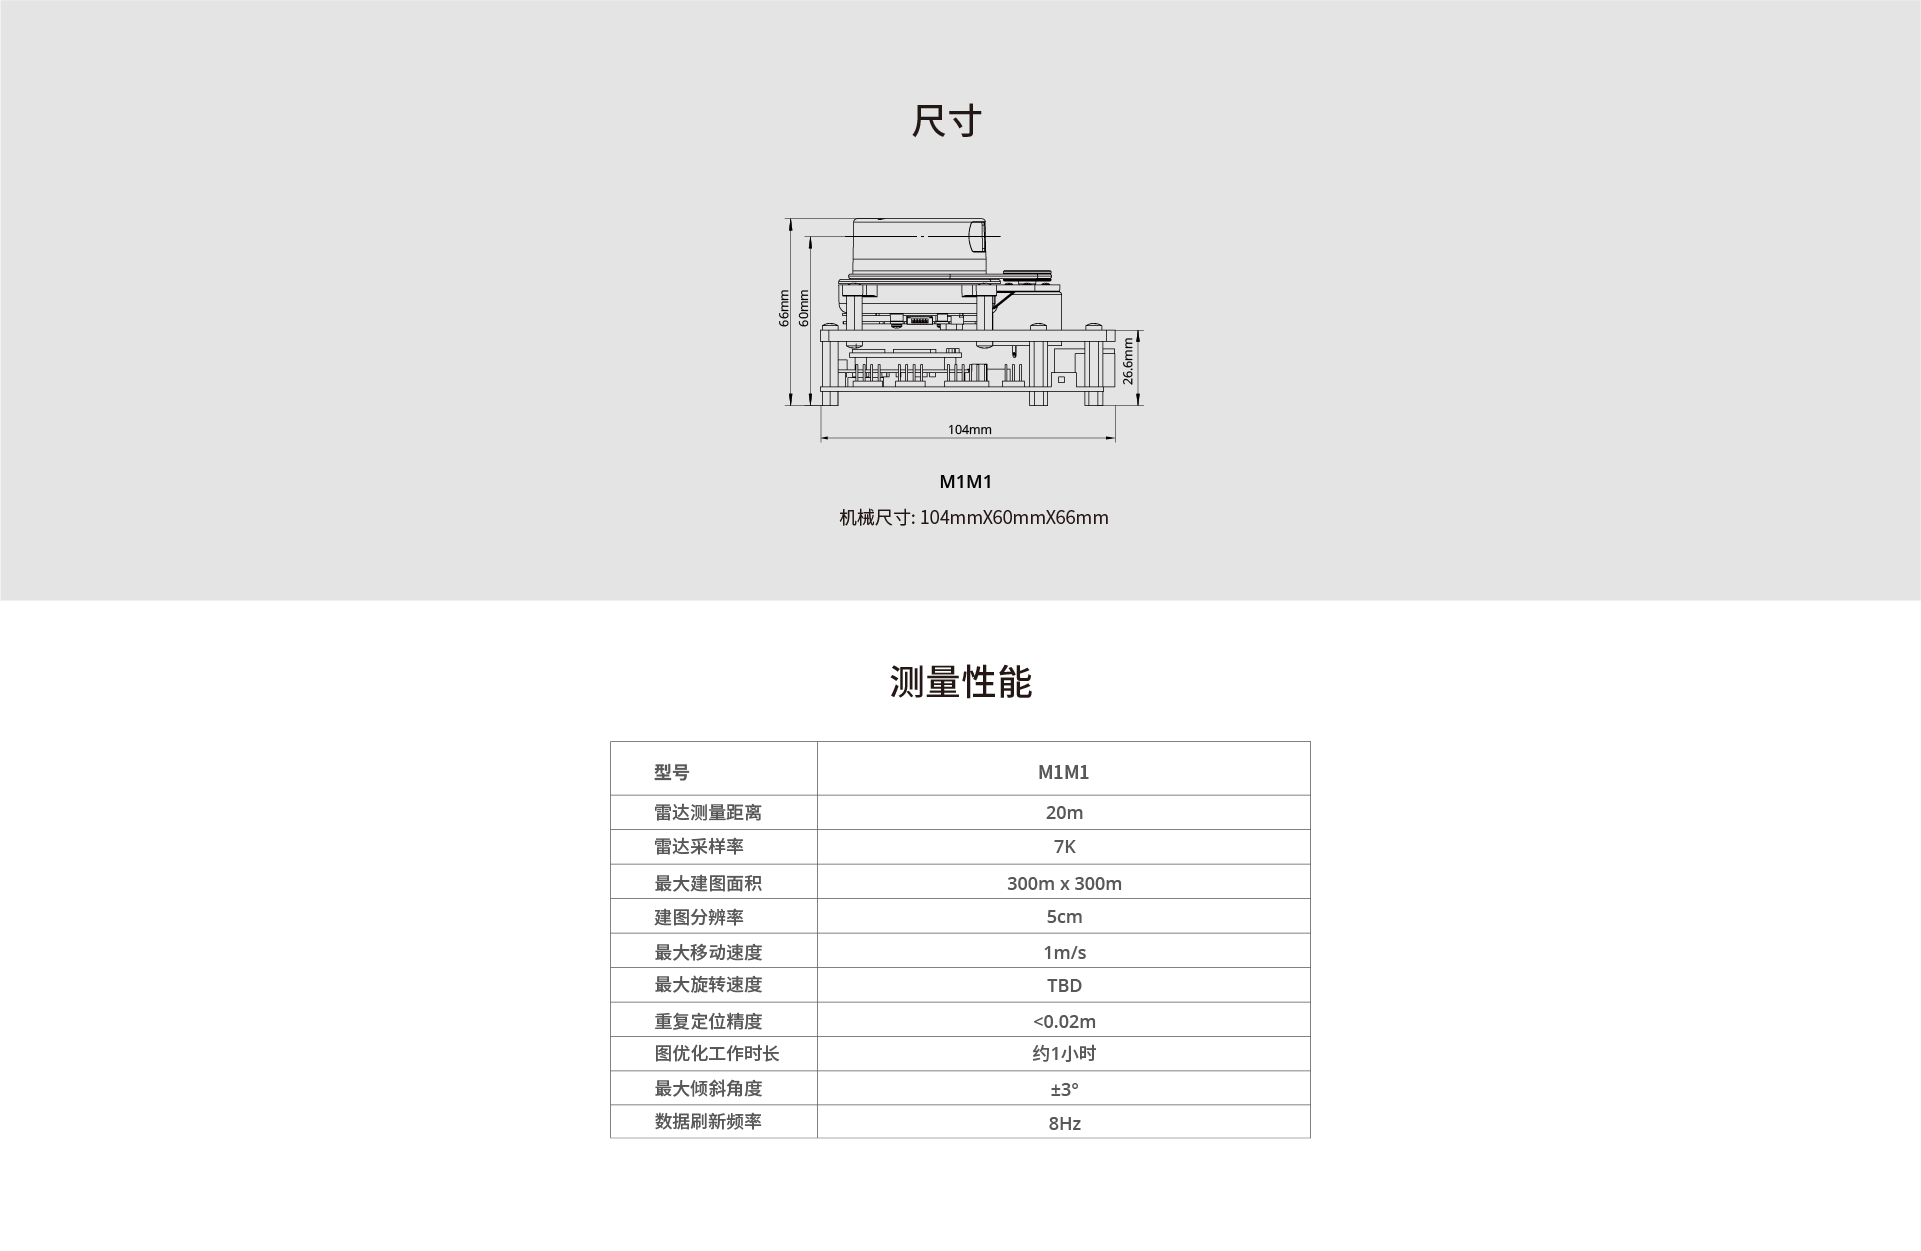 尺寸
66mm
60mm
26.6mm
104mm
M1M1
机械尺寸: 104mmX60mmX66mm
测量性能
型号 M1M1
雷达测量距离 20m
雷达采样率 7K
最大建图面积 300m x 300m
建图分辨率 5cm
最大移动速度 1m/s
最大旋转速度 TBD
重复定位精度 <0.02m
图优化工作时长 约1小时
最大倾斜角度 ±3°
数据刷新频率 8Hz